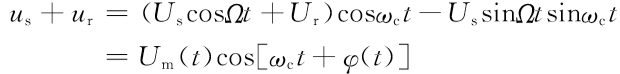 u_s + u_r = (U_s cosΩt + U_r) cosω_c t − U_s sinΩt sinω_c t
= U_m(t) cos[ω_c t + φ(t)]